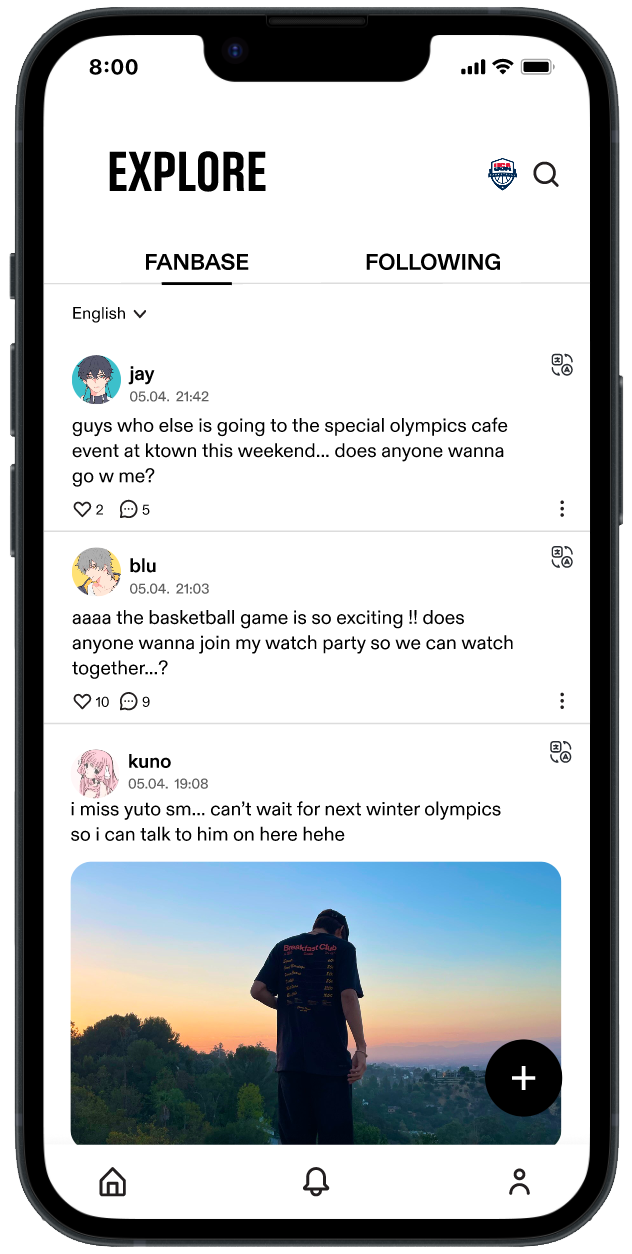 8:00
EXPLORE
USA
FANBASE
FOLLOWING
English
jay
05.04. 21:42
guys who else is going to the special olympics cafe
event at ktown this weekend... does anyone wanna
go w me?
2
5
blu
05.04. 21:03
aaaa the basketball game is so exciting !! does
anyone wanna join my watch party so we can watch
together...?
10
9
kuno
05.04. 19:08
i miss yuto sm... can’t wait for next winter olympics
so i can talk to him on here hehe
Breakfast Club